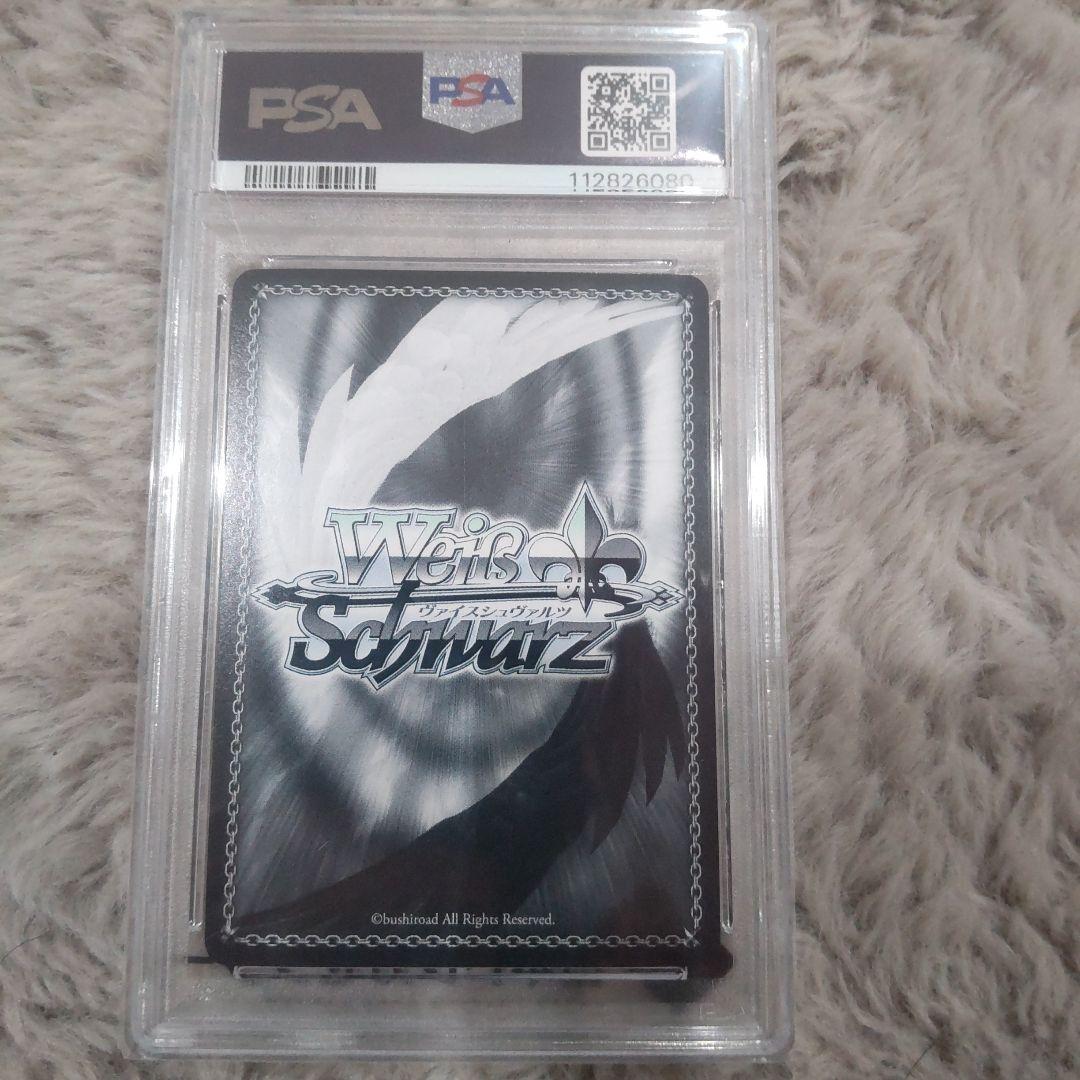 PSA
PSA
112826080
Weiß
ヴァイスシュヴァルツ
Schwarz
©bushiroad All Rights Reserved.